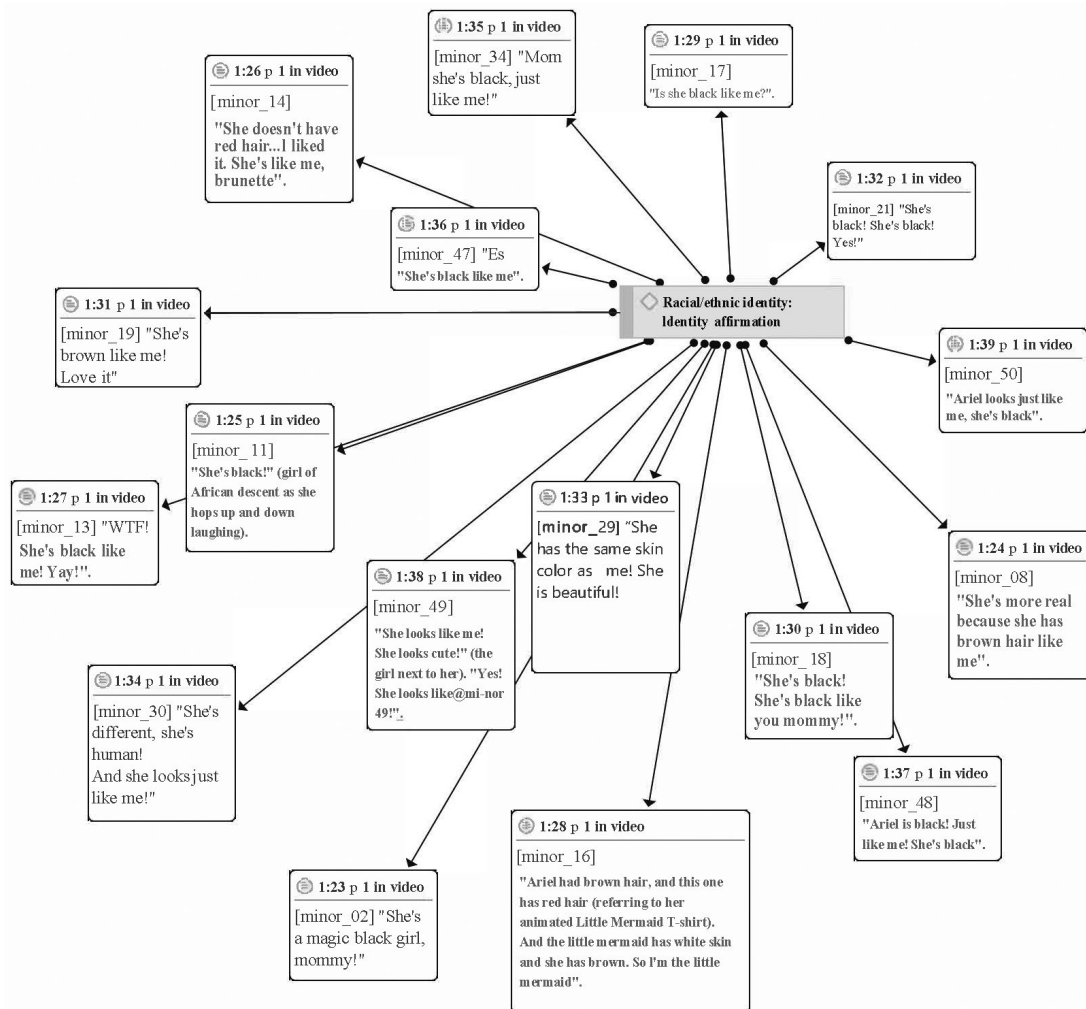 1:35 p 1 in video
[minor_34] "Mom
she's black, just
like me!"
1:29 p 1 in video
[minor_17]
"Is she black like me?".
1:26 p 1 in video
[minor_14]
"She doesn't have
red hair...I liked
it. She's like me,
brunette".
1:32 p 1 in video
[minor_21] "She's
black! She's black!
Yes!"
1:36 p 1 in video
[minor_47] "Es
"She's black like me".
Racial/ethnic identity:
Identity affirmation
1:31 p 1 in video
[minor_19] "She's
brown like me!
Love it"
1:39 p 1 in video
[minor_50]
"Ariel looks just like
me, she's black".
1:25 p 1 in video
[minor_11]
"She's black!" (girl of
African descent as she
hops up and down
laughing).
1:27 p 1 in video
[minor_13] "WTF!
She's black like
me! Yay!".
1:33 p 1 in video
[minor_29] "She
has the same skin
color as me! She
is beautiful!
1:24 p 1 in video
[minor_08]
"She's more real
because she has
brown hair like
me".
1:38 p 1 in video
[minor_49]
"She looks like me!
She looks cute!" (the
girl next to her). "Yes!
She looks like@mi-nor
49!".
1:30 p 1 in video
[minor_18]
"She's black!
She's black like
you mommy!".
1:34 p 1 in video
[minor_30] "She's
different, she's
human!
And she looks just
like me!"
1:37 p 1 in video
[minor_48]
"Ariel is black! Just
like me! She's black".
1:28 p 1 in video
[minor_16]
"Ariel had brown hair, and this one
has red hair (referring to her
animated Little Mermaid T-shirt).
And the little mermaid has white skin
and she has brown. So I'm the little
mermaid".
1:23 p 1 in video
[minor_02] "She's
a magic black girl,
mommy!"